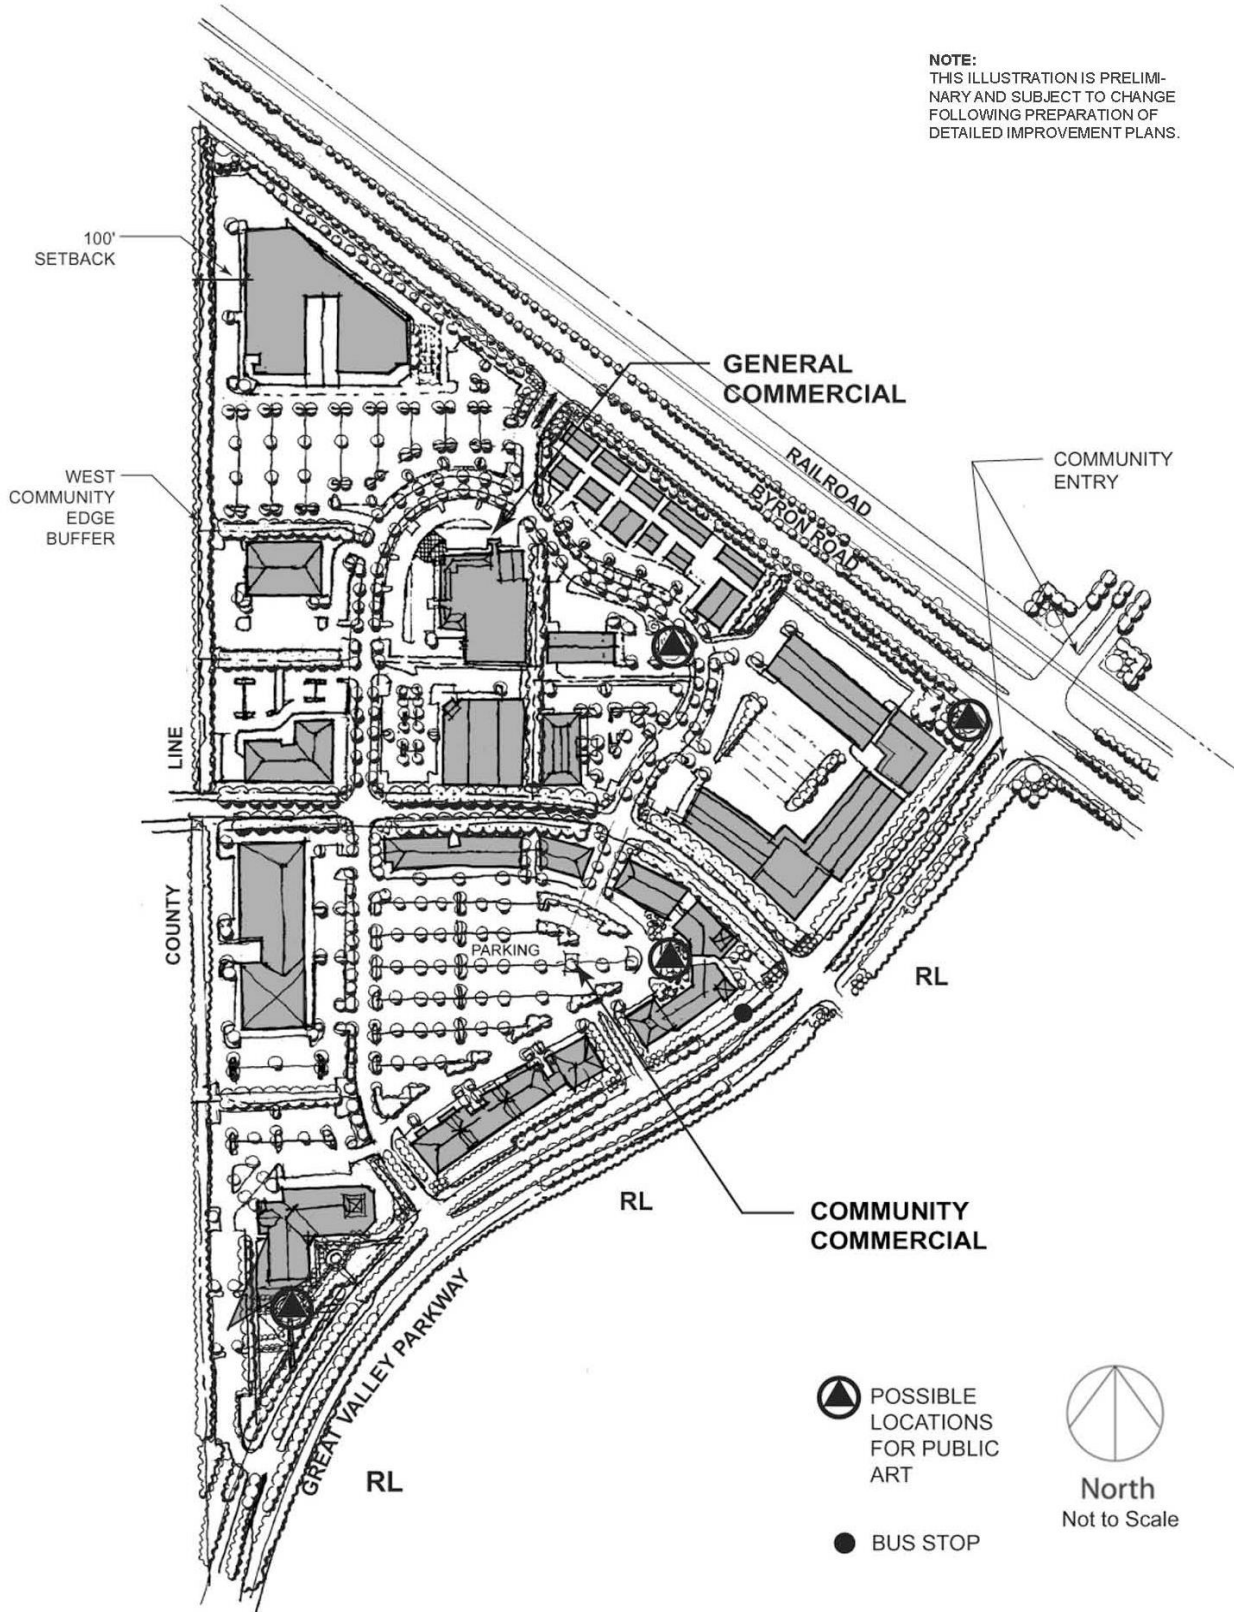 NOTE:
THIS ILLUSTRATION IS PRELIMI-
NARY AND SUBJECT TO CHANGE
FOLLOWING PREPARATION OF
DETAILED IMPROVEMENT PLANS.
100'
SETBACK
GENERAL
COMMERCIAL
RAILROAD
BYRON ROAD
COMMUNITY
ENTRY
WEST
COMMUNITY
EDGE
BUFFER
COUNTY LINE
PARKING
RL
RL
COMMUNITY
COMMERCIAL
GREAT VALLEY PARKWAY
RL
POSSIBLE
LOCATIONS
FOR PUBLIC
ART
BUS STOP
North
Not to Scale